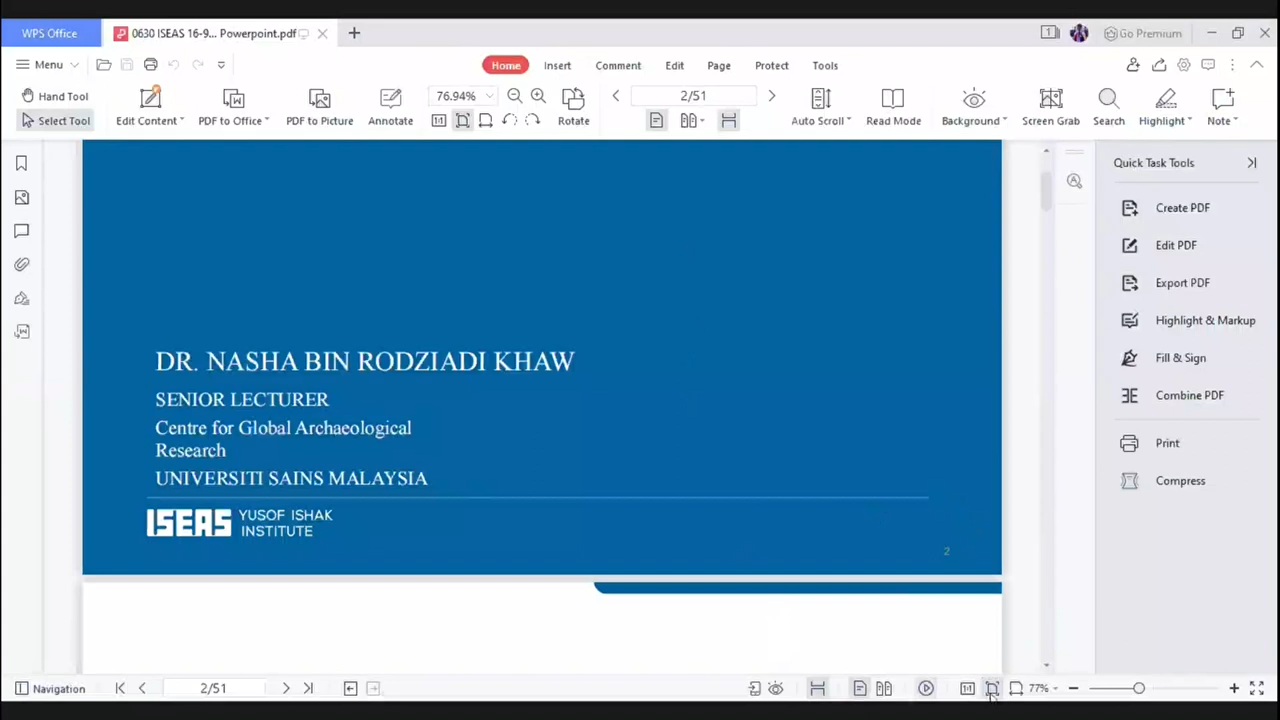 WPS Office
0630 ISEAS 16-9... Powerpoint.pdf
Go Premium
Menu
Home
Insert
Comment
Edit
Page
Protect
Tools
Hand Tool
Select Tool
Edit Content
PDF to Office
PDF to Picture
Annotate
76.94%
Rotate
2/51
Auto Scroll
Read Mode
Background
Screen Grab
Search
Highlight
Note
DR. NASHA BIN RODZIADI KHAW
SENIOR LECTURER
Centre for Global Archaeological
Research
UNIVERSITI SAINS MALAYSIA
ISEAS YUSOF ISHAK
INSTITUTE
2
Quick Task Tools
Create PDF
Edit PDF
Export PDF
Highlight & Markup
Fill & Sign
Combine PDF
Print
Compress
Navigation
2/51
77%